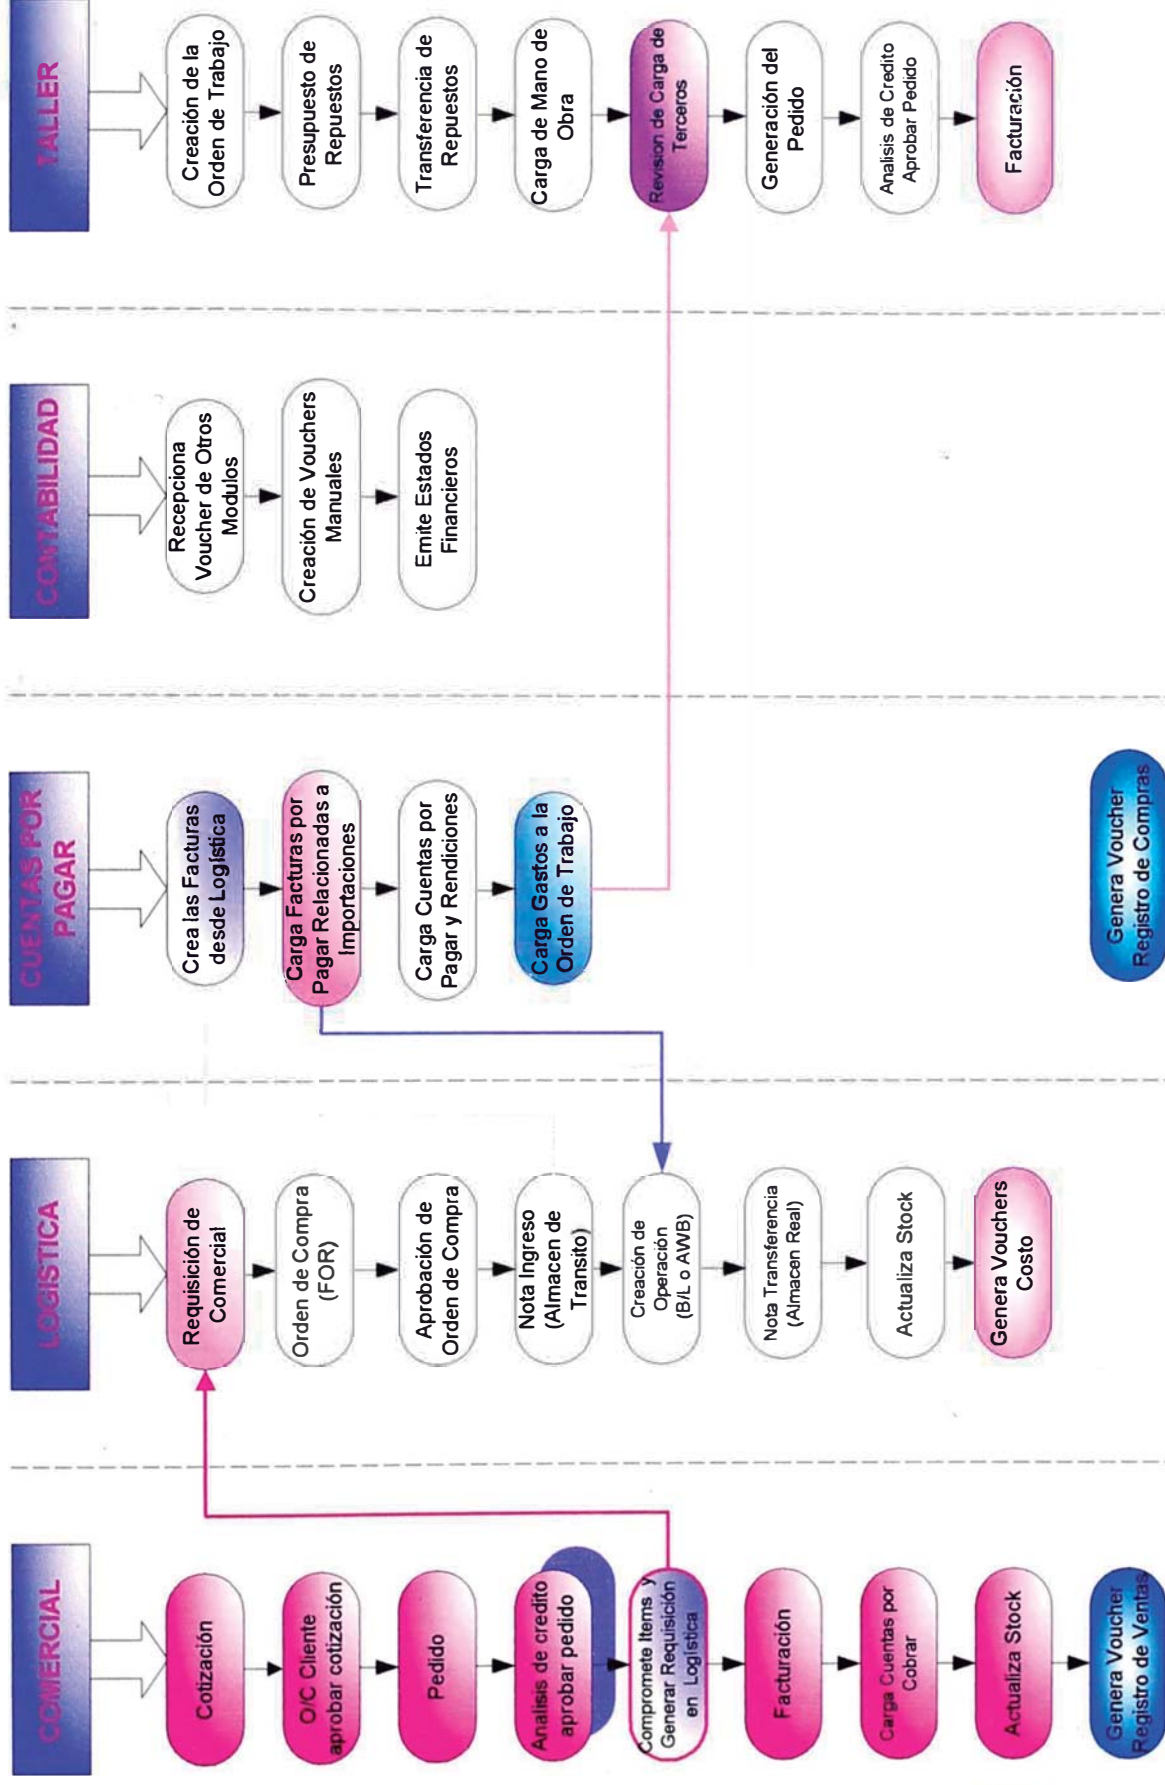 COMERCIAL
Cotización
O/C Cliente
aprobar cotización
Pedido
Analisis de credito
aprobar pedido
Compromete Items y
Generar Requisición
en Logística
Facturación
Carga Cuentas por
Cobrar
Actualiza Stock
Genera Voucher
Registro de Ventas
LOGISTICA
Requisición de
Comercial
Orden de Compra
(FOR)
Aprobación de
Orden de Compra
Nota Ingreso
(Almacen de
Transito)
Creación de
Operación
(B/L o AWB)
Nota Transferencia
(Almacen Real)
Actualiza Stock
Genera Vouchers
Costo
CUENTAS POR
PAGAR
Crea las Facturas
desde Logística
Carga Facturas por
Pagar Relacionadas a
Importaciones
Carga Cuentas por
Pagar y Rendiciones
Carga Gastos a la
Orden de Trabajo
Genera Voucher
Registro de Compras
CONTABILIDAD
Recepciona
Voucher de Otros
Modulos
Creación de Vouchers
Manuales
Emite Estados
Financieros
TALLER
Creación de la
Orden de Trabajo
Presupuesto de
Repuestos
Transferencia de
Repuestos
Carga de Mano de
Obra
Revision de Carga de
Terceros
Generación del
Pedido
Analisis de Credito
Aprobar Pedido
Facturación